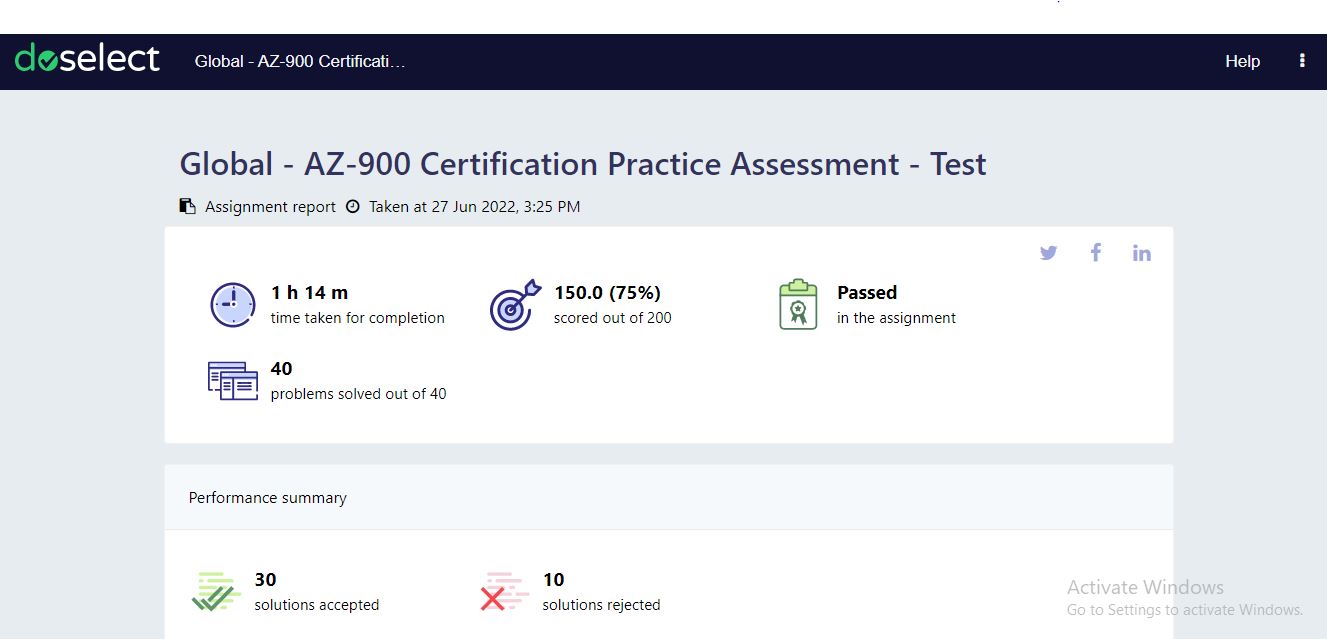 doselect
Global - AZ-900 Certificati...
Help
Global - AZ-900 Certification Practice Assessment - Test
Assignment report Taken at 27 Jun 2022, 3:25 PM
1 h 14 m
time taken for completion
150.0 (75%)
scored out of 200
Passed
in the assignment
40
problems solved out of 40
Performance summary
30
solutions accepted
10
solutions rejected
Activate Windows
Go to Settings to activate Windows.